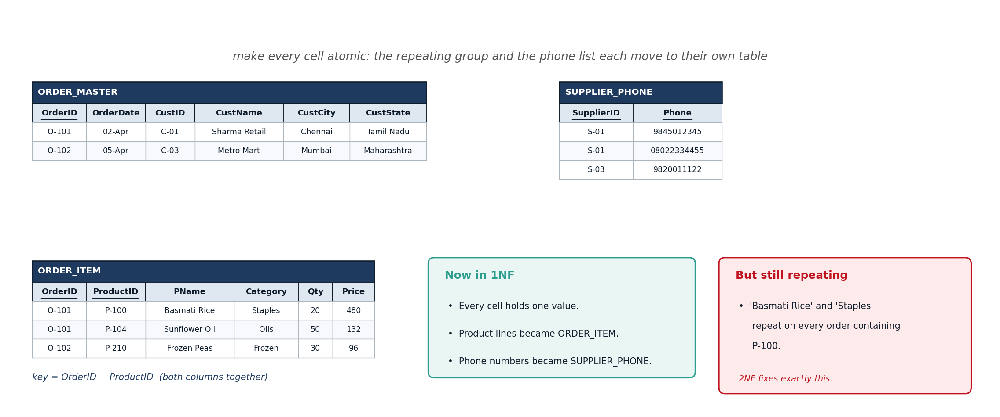 make every cell atomic: the repeating group and the phone list each move to their own table
ORDER_MASTER
OrderID OrderDate CustID CustName CustCity CustState
O-101 02-Apr C-01 Sharma Retail Chennai Tamil Nadu
O-102 05-Apr C-03 Metro Mart Mumbai Maharashtra
SUPPLIER_PHONE
SupplierID Phone
S-01 9845012345
S-01 08022334455
S-03 9820011122
ORDER_ITEM
OrderID ProductID PName Category Qty Price
O-101 P-100 Basmati Rice Staples 20 480
O-101 P-104 Sunflower Oil Oils 50 132
O-102 P-210 Frozen Peas Frozen 30 96
key = OrderID + ProductID (both columns together)
Now in 1NF
• Every cell holds one value.
• Product lines became ORDER_ITEM.
• Phone numbers became SUPPLIER_PHONE.
But still repeating
• 'Basmati Rice' and 'Staples'
repeat on every order containing
P-100.
2NF fixes exactly this.